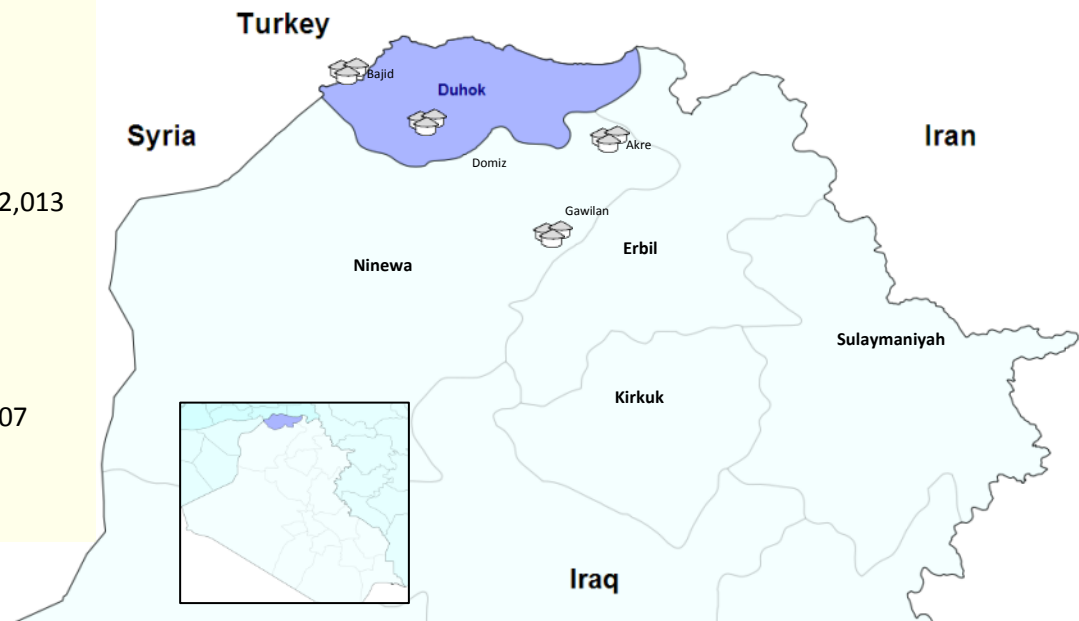 Turkey
Bajid
Duhok
Syria
Iran
Akre
Domiz
2,013
Gawilan
Erbil
Ninewa
Sulaymaniyah
Kirkuk
07
Iraq